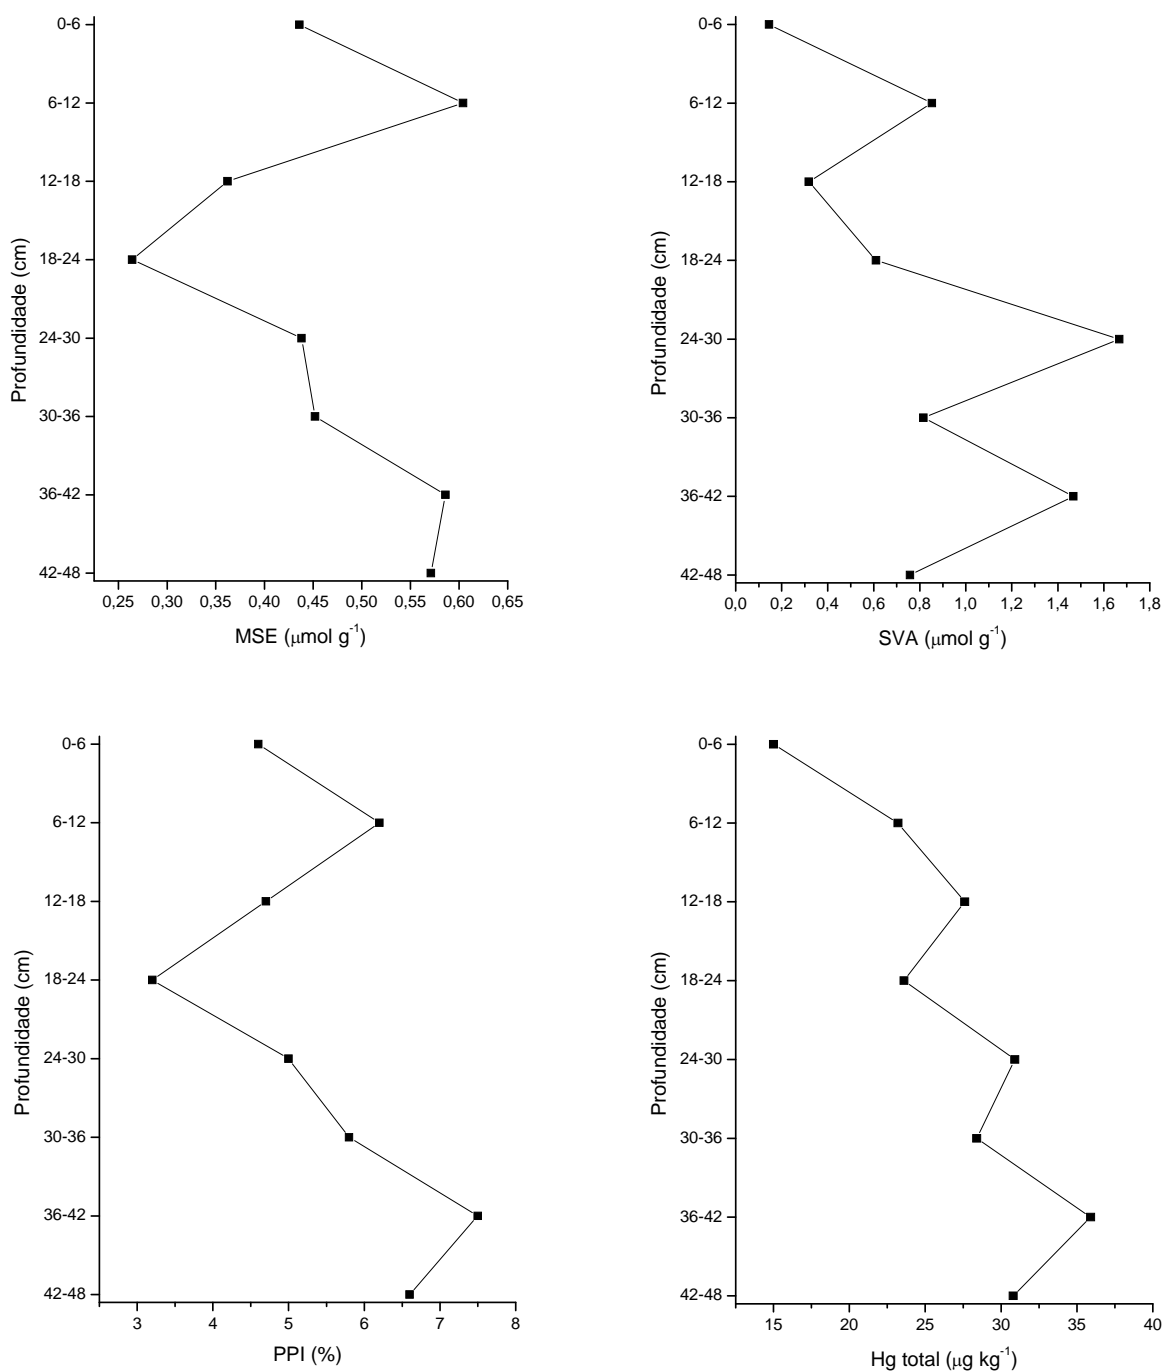 0-6
6-12
12-18
18-24
24-30
30-36
36-42
42-48
Profundidade (cm)
0,25 0,30 0,35 0,40 0,45 0,50 0,55 0,60 0,65
MSE (μmol g-1)
0-6
6-12
12-18
18-24
24-30
30-36
36-42
42-48
Profundidade (cm)
0,0 0,2 0,4 0,6 0,8 1,0 1,2 1,4 1,6 1,8
SVA (μmol g-1)
0-6
6-12
12-18
18-24
24-30
30-36
36-42
42-48
Profundidade (cm)
3 4 5 6 7 8
PPI (%)
0-6
6-12
12-18
18-24
24-30
30-36
36-42
42-48
Profundidade (cm)
15 20 25 30 35 40
Hg total (μg kg-1)